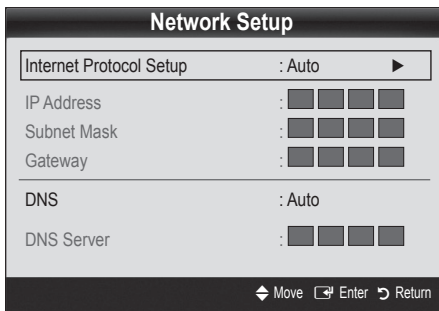 Network Setup
Internet Protocol Setup : Auto ▶
IP Address :
Subnet Mask :
Gateway :
DNS : Auto
DNS Server :
Move Enter Return